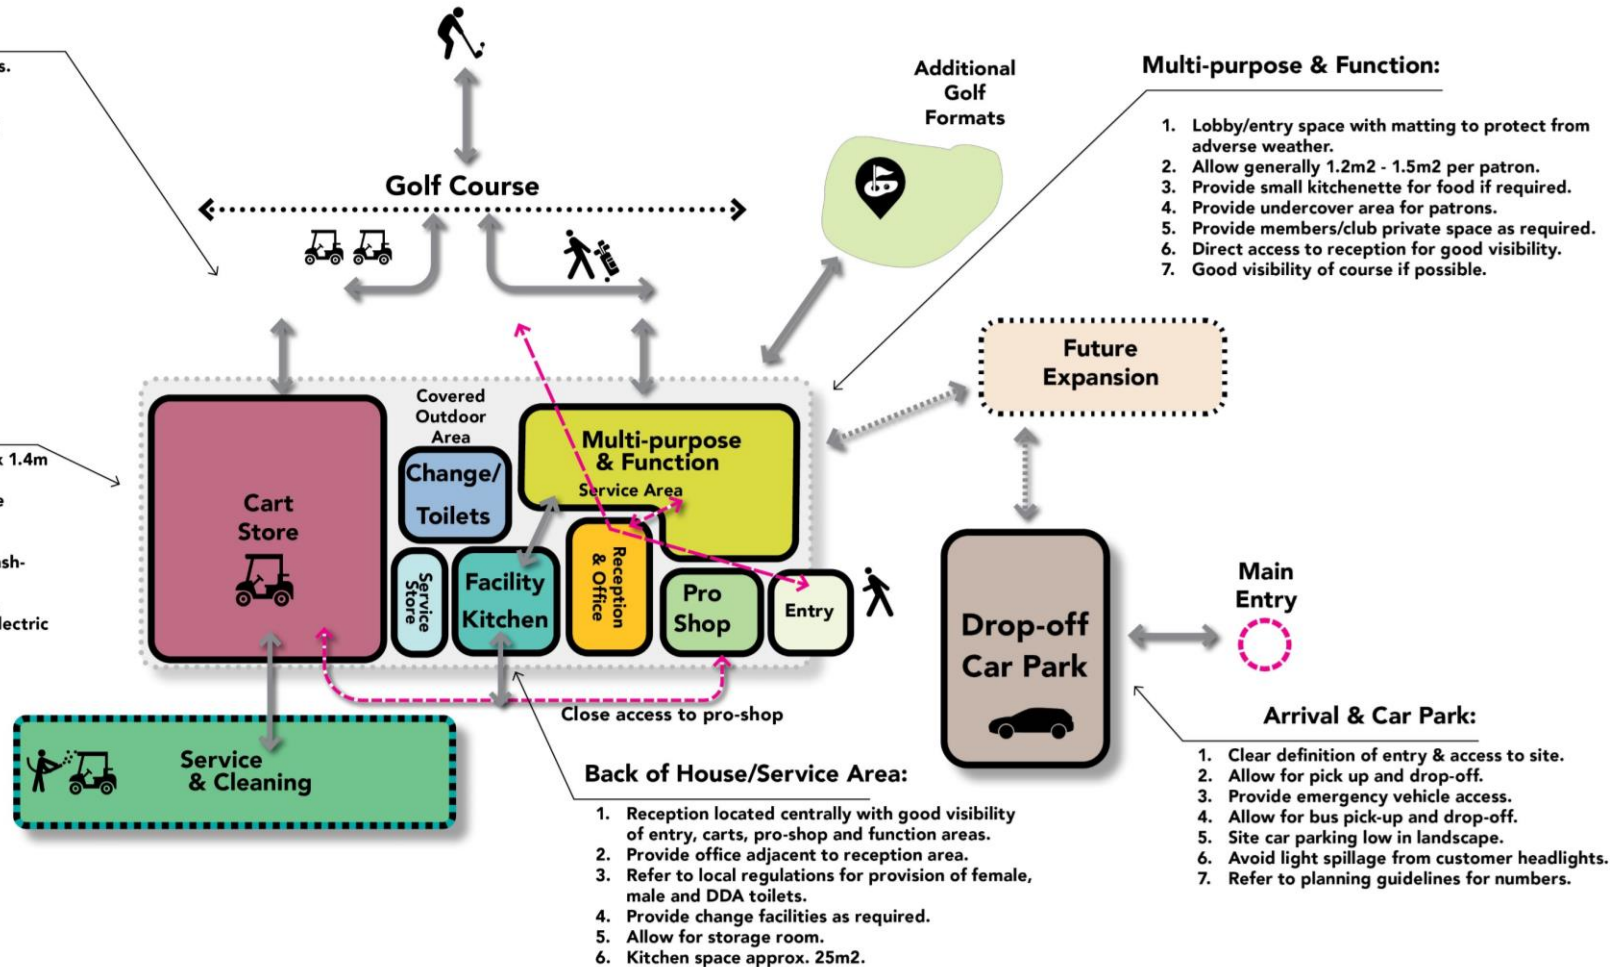 s.
Golf Course
Additional
Golf
Formats
Multi-purpose & Function:
1. Lobby/entry space with matting to protect from
adverse weather.
2. Allow generally 1.2m2 - 1.5m2 per patron.
3. Provide small kitchenette for food if required.
4. Provide undercover area for patrons.
5. Provide members/club private space as required.
6. Direct access to reception for good visibility.
7. Good visibility of course if possible.
Future
Expansion
Covered
Outdoor
Area
Multi-purpose
& Function
Service Area
Change/
Toilets
Cart
Store
Service
Store
Facility
Kitchen
Reception
& Office
Pro
Shop
Entry
1.4m
e
sh-
lectric
Drop-off
Car Park
Main
Entry
Close access to pro-shop
Service
& Cleaning
Back of House/Service Area:
1. Reception located centrally with good visibility
of entry, carts, pro-shop and function areas.
2. Provide office adjacent to reception area.
3. Refer to local regulations for provision of female,
male and DDA toilets.
4. Provide change facilities as required.
5. Allow for storage room.
6. Kitchen space approx. 25m2.
Arrival & Car Park:
1. Clear definition of entry & access to site.
2. Allow for pick up and drop-off.
3. Provide emergency vehicle access.
4. Allow for bus pick-up and drop-off.
5. Site car parking low in landscape.
6. Avoid light spillage from customer headlights.
7. Refer to planning guidelines for numbers.